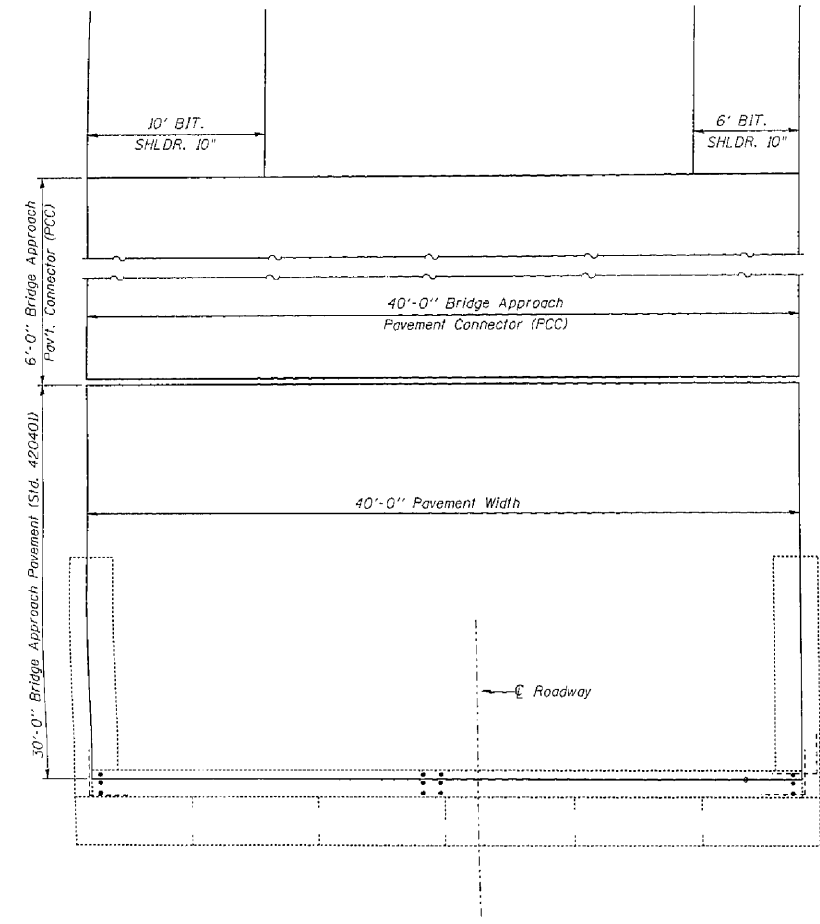 10' BIT.
SHLDR. 10"
6' BIT.
SHLDR. 10"
6'-0" Bridge Approach
Pav't. Connector (PCC)
40'-0" Bridge Approach
Pavement Connector (PCC)
30'-0" Bridge Approach Pavement (Std. 420401)
40'-0" Pavement Width
℄ Roadway